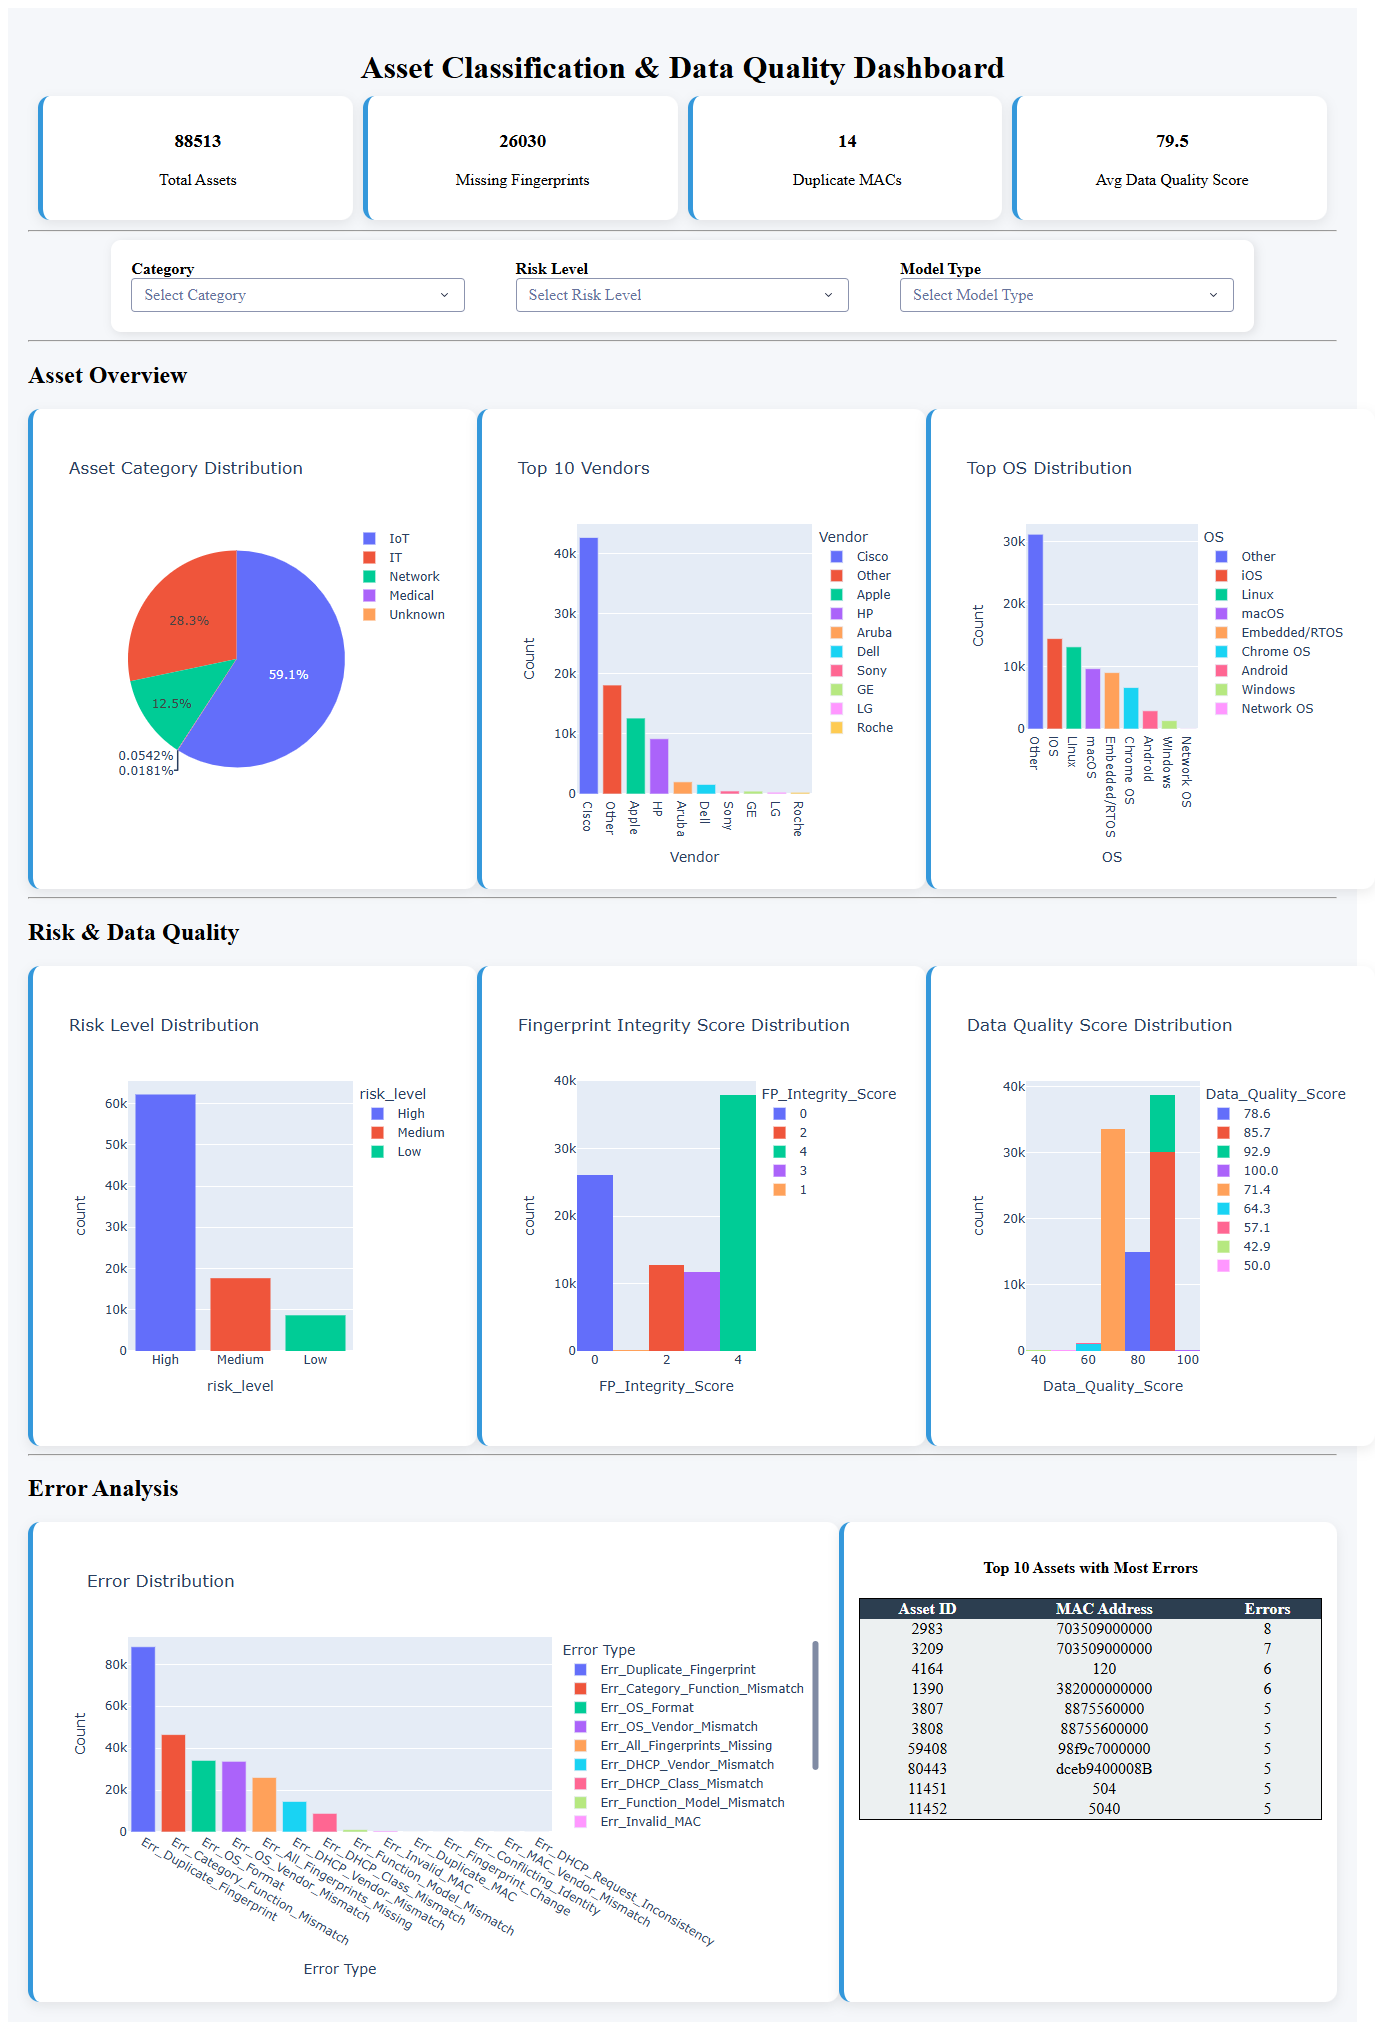 Asset Classification & Data Quality Dashboard
88513
Total Assets
26030
Missing Fingerprints
14
Duplicate MACs
79.5
Avg Data Quality Score
Category
Select Category
Risk Level
Select Risk Level
Model Type
Select Model Type
Asset Overview
Asset Category Distribution
59.1%
28.3%
12.5%
0.0542%
0.0181%
IoT
IT
Network
Medical
Unknown
Top 10 Vendors
Count
40k
30k
20k
10k
0
Cisco
Other
Apple
HP
Aruba
Dell
Sony
GE
LG
Roche
Vendor
Vendor
Cisco
Other
Apple
HP
Aruba
Dell
Sony
GE
LG
Roche
Top OS Distribution
Count
30k
20k
10k
0
Other
iOS
Linux
macOS
Embedded/RTOS
Chrome OS
Android
Windows
Network OS
OS
OS
Other
iOS
Linux
macOS
Embedded/RTOS
Chrome OS
Android
Windows
Network OS
Risk & Data Quality
Risk Level Distribution
count
60k
50k
40k
30k
20k
10k
0
High
Medium
Low
risk_level
risk_level
High
Medium
Low
Fingerprint Integrity Score Distribution
count
40k
30k
20k
10k
0
0
2
4
FP_Integrity_Score
FP_Integrity_Score
0
2
4
3
1
Data Quality Score Distribution
count
40k
30k
20k
10k
0
40
60
80
100
Data_Quality_Score
Data_Quality_Score
78.6
85.7
92.9
100.0
71.4
64.3
57.1
42.9
50.0
Error Analysis
Error Distribution
Count
80k
60k
40k
20k
0
Err_Duplicate_Fingerprint
Err_Category_Function_Mismatch
Err_OS_Format
Err_OS_Vendor_Mismatch
Err_All_Fingerprints_Missing
Err_DHCP_Vendor_Mismatch
Err_DHCP_Class_Mismatch
Err_Function_Model_Mismatch
Err_Invalid_MAC
Err_Duplicate_MAC
Err_Fingerprint_Change
Err_Conflicting_Identity
Err_MAC_Vendor_Mismatch
Err_DHCP_Request_Inconsistency
Error Type
Error Type
Err_Duplicate_Fingerprint
Err_Category_Function_Mismatch
Err_OS_Format
Err_OS_Vendor_Mismatch
Err_All_Fingerprints_Missing
Err_DHCP_Vendor_Mismatch
Err_DHCP_Class_Mismatch
Err_Function_Model_Mismatch
Err_Invalid_MAC
Top 10 Assets with Most Errors
Asset ID MAC Address Errors
2983 703509000000 8
3209 703509000000 7
4164 120 6
1390 382000000000 6
3807 8875560000 5
3808 88755600000 5
59408 98f9c7000000 5
80443 dceb9400008B 5
11451 504 5
11452 5040 5